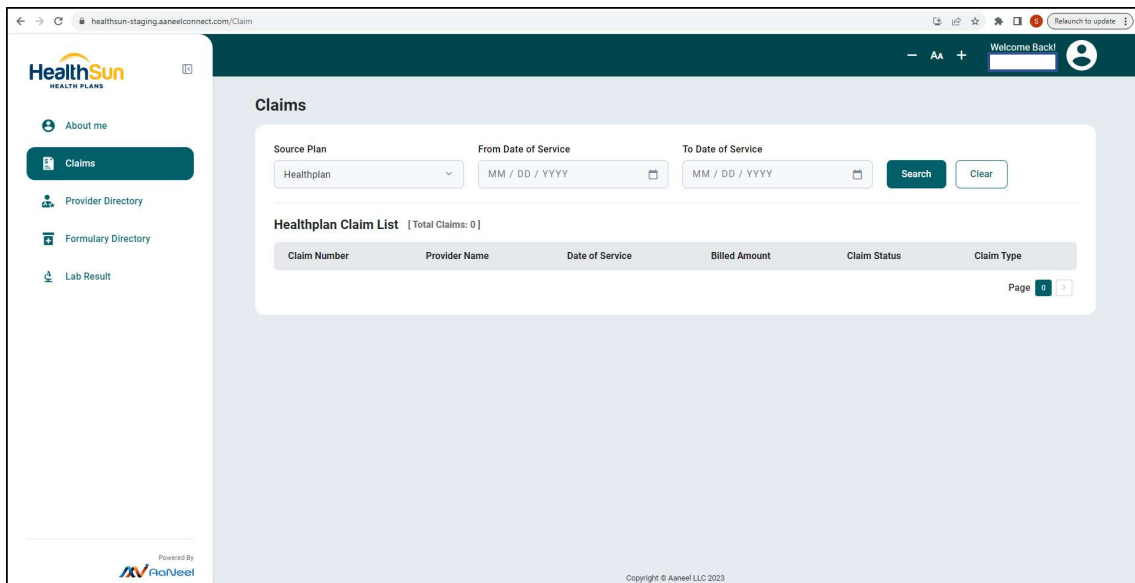 healthsun-staging.aaneelconnect.com/Claim
S
Relaunch to update
HealthSun
HEALTH PLANS
AA
Welcome Back!
About me
Claims
Provider Directory
Formulary Directory
Lab Result
Claims
Source Plan From Date of Service To Date of Service
Healthplan MM / DD / YYYY MM / DD / YYYY Search Clear
Healthplan Claim List [ Total Claims: 0 ]
Claim Number Provider Name Date of Service Billed Amount Claim Status Claim Type
Page 0 >
Powered By
AaNeel
Copyright © Aaneel LLC 2023